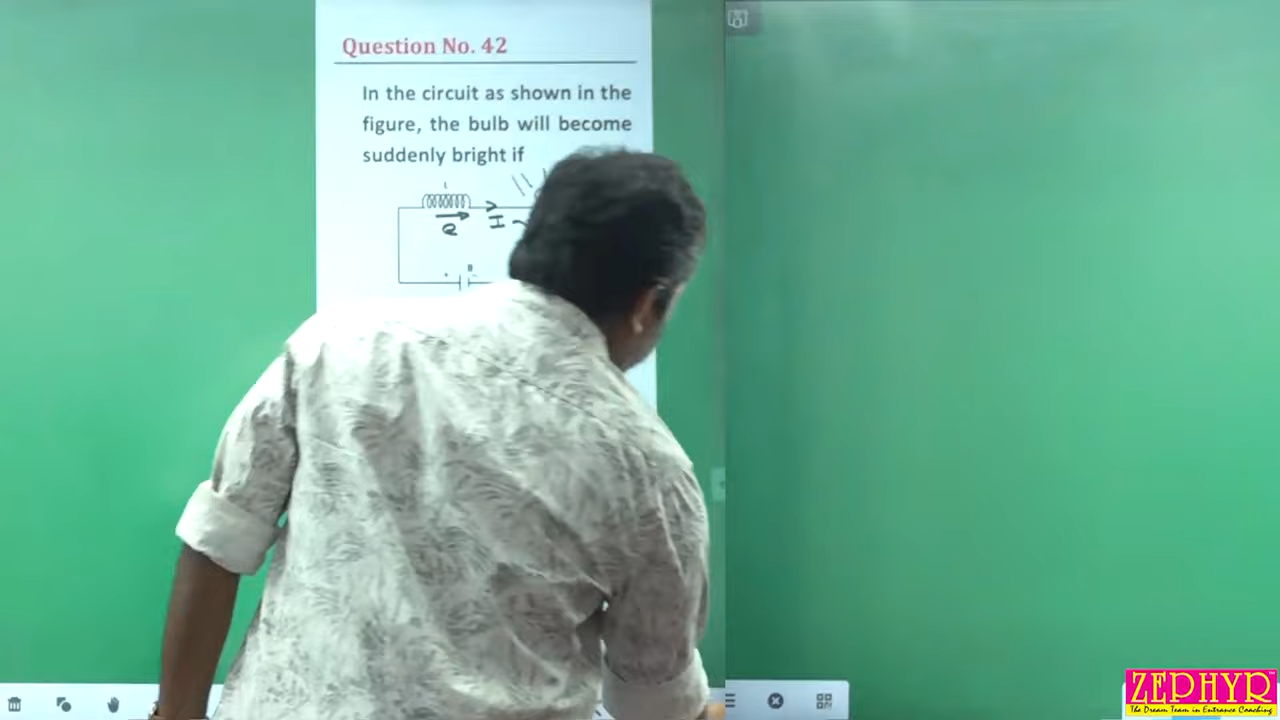 Question No. 42
In the circuit as shown in the
figure, the bulb will become
suddenly bright if
I
ZEPHYR
The Dream Team in Entrance Coaching